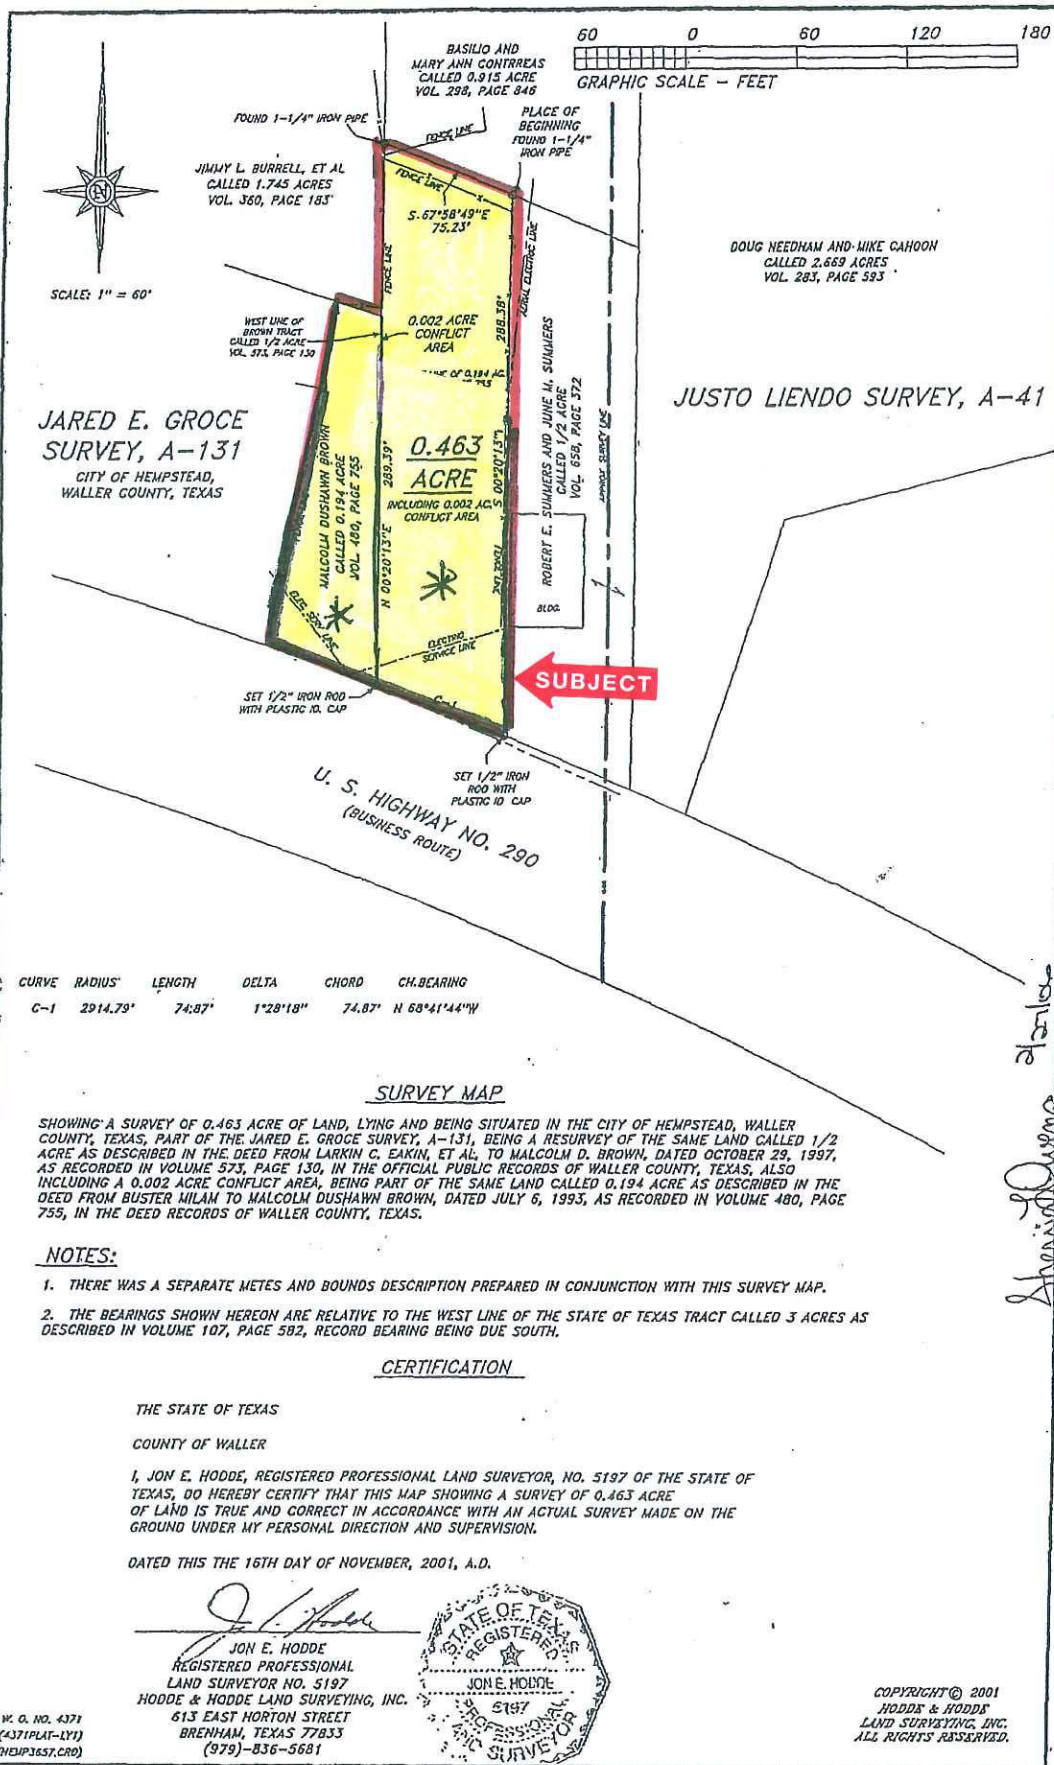 60 0 60 120 180
GRAPHIC SCALE – FEET
BASILIO AND
MARY ANN CONTRREAS
CALLED 0.915 ACRE
VOL. 298, PAGE 846
PLACE OF
BEGINNING
FOUND 1-1/4"
IRON PIPE
FOUND 1-1/4" IRON PIPE
FENCE LINE
JIMMY L. BURRELL, ET AL
CALLED 1.745 ACRES
VOL. 360, PAGE 183
FENCE LINE
S. 67°58'49"E
75.23'
N
SCALE: 1" = 60'
FENCE LINE
AERIAL ELECTRIC LINE
288.38'
DOUG NEEDHAM AND MIKE CAHOON
CALLED 2.669 ACRES
VOL. 283, PAGE 593
WEST LINE OF
BROWN TRACT
CALLED 1/2 ACRE
VOL. 573, PAGE 130
0.002 ACRE
CONFLICT
AREA
LINE OF 0.194 AC.
755
JUSTO LIENDO SURVEY, A-41
JARED E. GROCE
SURVEY, A-131
CITY OF HEMPSTEAD,
WALLER COUNTY, TEXAS
MALCOLM DUSHAWN BROWN
CALLED 0.194 ACRE
VOL. 480, PAGE 755
N 00°20'13"E 289.39'
0.463
ACRE
INCLUDING 0.002 AC.
CONFLICT AREA
S 00°20'13"
FENCE LINE
ROBERT E. SUMMERS AND JUNE M. SUMMERS
CALLED 1/2 ACRE
VOL. 658, PAGE 372
APPROX SURVEY LINE
BLDG.
ELEC. SERV. LINE
ELECTRIC
SERVICE LINE
SUBJECT
C-1
SET 1/2" IRON ROD
WITH PLASTIC ID. CAP
SET 1/2" IRON
ROD WITH
PLASTIC ID CAP
U. S. HIGHWAY NO. 290
(BUSINESS ROUTE)
CURVE RADIUS LENGTH DELTA CHORD CH.BEARING
C-1 2914.79' 74.87' 1°28'18" 74.87' N 68°41'44"W
SURVEY MAP
SHOWING A SURVEY OF 0.463 ACRE OF LAND, LYING AND BEING SITUATED IN THE CITY OF HEMPSTEAD, WALLER
COUNTY, TEXAS, PART OF THE JARED E. GROCE SURVEY, A-131, BEING A RESURVEY OF THE SAME LAND CALLED 1/2
ACRE AS DESCRIBED IN THE DEED FROM LARKIN C. EAKIN, ET AL, TO MALCOLM D. BROWN, DATED OCTOBER 29, 1997,
AS RECORDED IN VOLUME 573, PAGE 130, IN THE OFFICIAL PUBLIC RECORDS OF WALLER COUNTY, TEXAS, ALSO
INCLUDING A 0.002 ACRE CONFLICT AREA, BEING PART OF THE SAME LAND CALLED 0.194 ACRE AS DESCRIBED IN THE
DEED FROM BUSTER MILAM TO MALCOLM DUSHAWN BROWN, DATED JULY 6, 1993, AS RECORDED IN VOLUME 480, PAGE
755, IN THE DEED RECORDS OF WALLER COUNTY, TEXAS.
NOTES:
1. THERE WAS A SEPARATE METES AND BOUNDS DESCRIPTION PREPARED IN CONJUNCTION WITH THIS SURVEY MAP.
2. THE BEARINGS SHOWN HEREON ARE RELATIVE TO THE WEST LINE OF THE STATE OF TEXAS TRACT CALLED 3 ACRES AS
DESCRIBED IN VOLUME 107, PAGE 582, RECORD BEARING BEING DUE SOUTH.
CERTIFICATION
THE STATE OF TEXAS
COUNTY OF WALLER
I, JON E. HODDE, REGISTERED PROFESSIONAL LAND SURVEYOR, NO. 5197 OF THE STATE OF
TEXAS, DO HEREBY CERTIFY THAT THIS MAP SHOWING A SURVEY OF 0.463 ACRE
OF LAND IS TRUE AND CORRECT IN ACCORDANCE WITH AN ACTUAL SURVEY MADE ON THE
GROUND UNDER MY PERSONAL DIRECTION AND SUPERVISION.
DATED THIS THE 16TH DAY OF NOVEMBER, 2001, A.D.
JON E. HODDE
REGISTERED PROFESSIONAL
LAND SURVEYOR NO. 5197
HODDE & HODDE LAND SURVEYING, INC.
613 EAST HORTON STREET
BRENHAM, TEXAS 77833
(979)-836-5681
STATE OF TEXAS
REGISTERED
JON E. HODDE
5197
PROFESSIONAL
SURVEYOR
W. O. NO. 4371
(4371PLAT-LY1)
HEMP3657.CRD)
COPYRIGHT © 2001
HODDE & HODDE
LAND SURVEYING, INC.
ALL RIGHTS RESERVED.